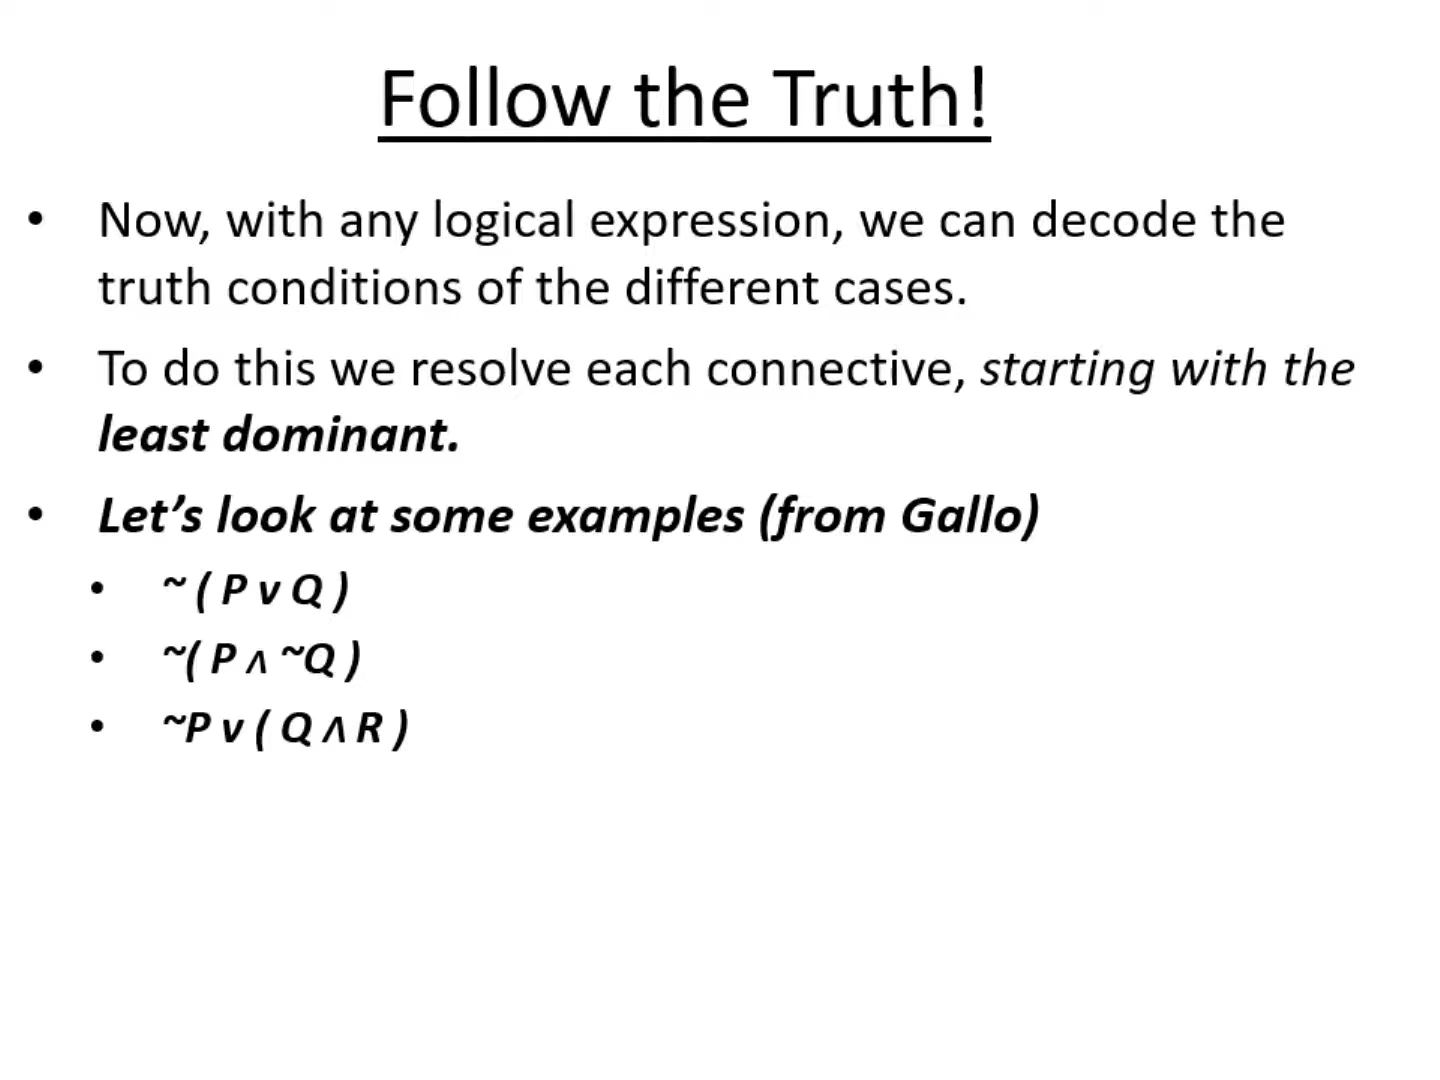 Follow the Truth!
• Now, with any logical expression, we can decode the
truth conditions of the different cases.
• To do this we resolve each connective, starting with the
least dominant.
• Let’s look at some examples (from Gallo)
• ~ ( P v Q )
• ~( P ∧ ~Q )
• ~P v ( Q ∧ R )